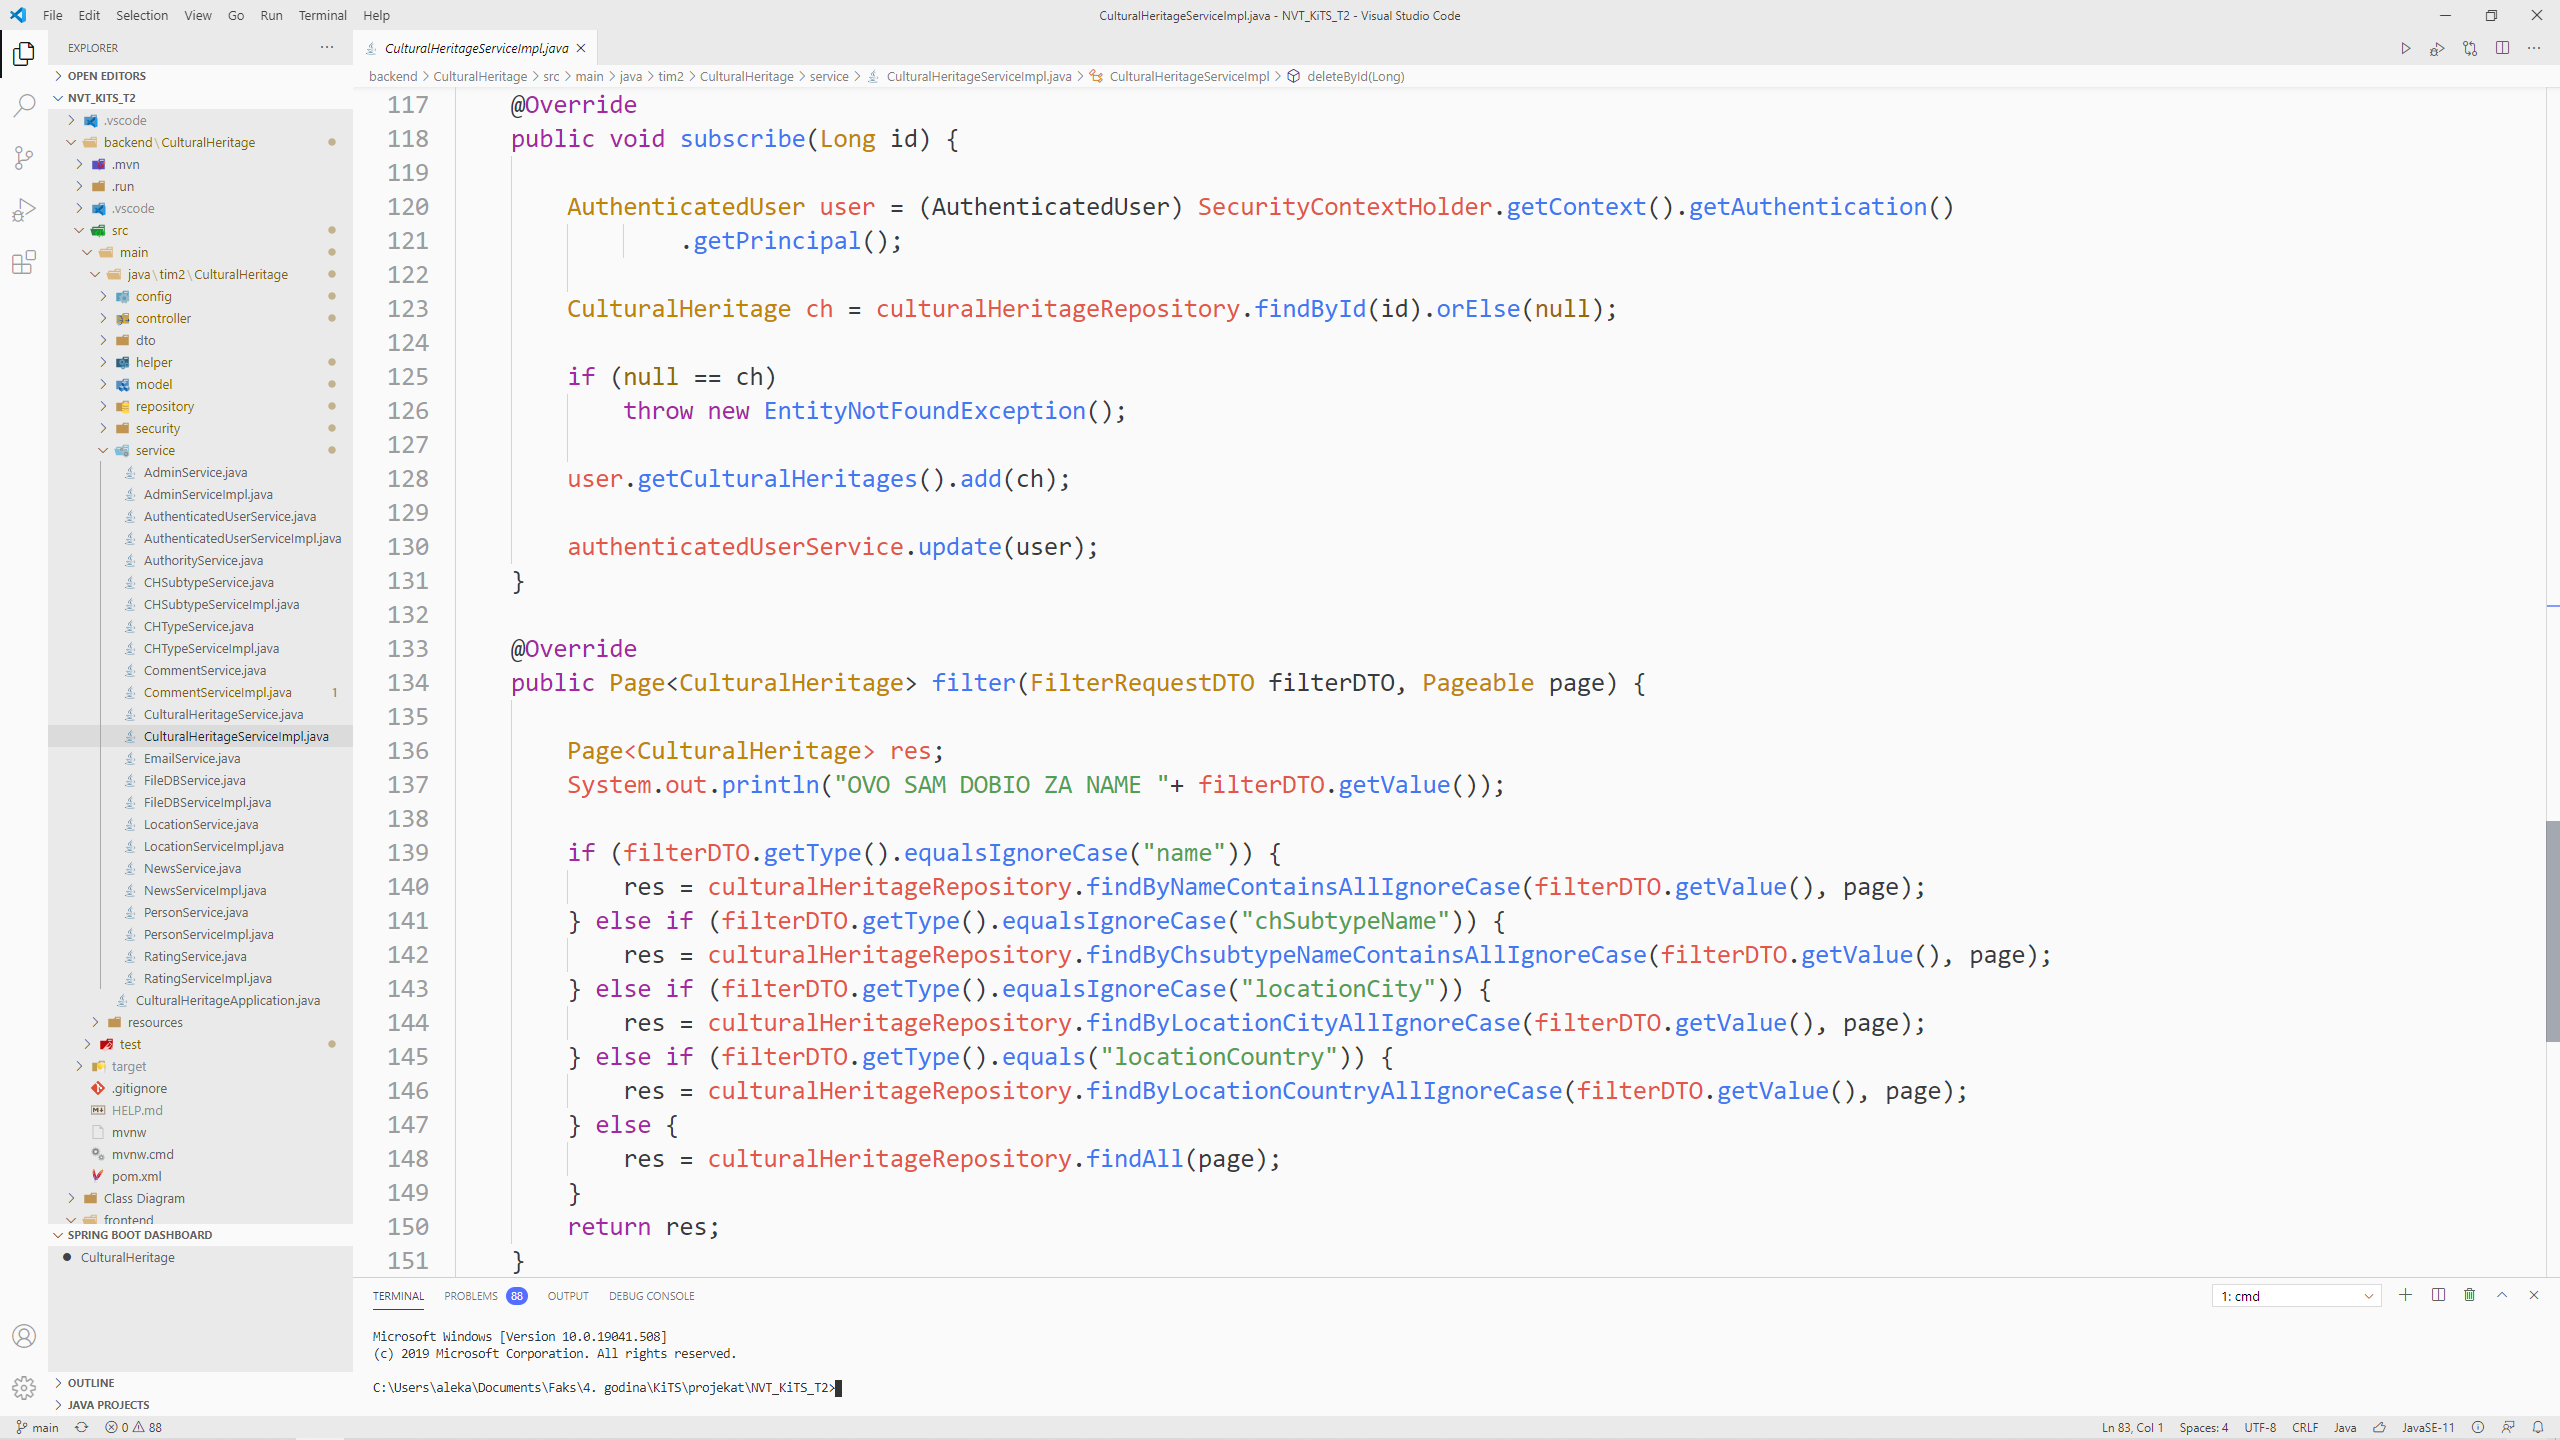 File Edit Selection View Go Run Terminal Help
CulturalHeritageServiceImpl.java - NVT_KiTS_T2 - Visual Studio Code
EXPLORER
OPEN EDITORS
NVT_KITS_T2
.vscode
backend\CulturalHeritage
.mvn
.run
.vscode
src
main
java\tim2\CulturalHeritage
config
controller
dto
helper
model
repository
security
service
AdminService.java
AdminServiceImpl.java
AuthenticatedUserService.java
AuthenticatedUserServiceImpl.java
AuthorityService.java
CHSubtypeService.java
CHSubtypeServiceImpl.java
CHTypeService.java
CHTypeServiceImpl.java
CommentService.java
CommentServiceImpl.java 1
CulturalHeritageService.java
CulturalHeritageServiceImpl.java
EmailService.java
FileDBService.java
FileDBServiceImpl.java
LocationService.java
LocationServiceImpl.java
NewsService.java
NewsServiceImpl.java
PersonService.java
PersonServiceImpl.java
RatingService.java
RatingServiceImpl.java
CulturalHeritageApplication.java
resources
test
target
.gitignore
HELP.md
mvnw
mvnw.cmd
pom.xml
Class Diagram
frontend
SPRING BOOT DASHBOARD
CulturalHeritage
OUTLINE
JAVA PROJECTS
CulturalHeritageServiceImpl.java
backend > CulturalHeritage > src > main > java > tim2 > CulturalHeritage > service > CulturalHeritageServiceImpl.java > CulturalHeritageServiceImpl > deleteById(Long)
117 @Override
118 public void subscribe(Long id) {
119
120 AuthenticatedUser user = (AuthenticatedUser) SecurityContextHolder.getContext().getAuthentication()
121 .getPrincipal();
122
123 CulturalHeritage ch = culturalHeritageRepository.findById(id).orElse(null);
124
125 if (null == ch)
126 throw new EntityNotFoundException();
127
128 user.getCulturalHeritages().add(ch);
129
130 authenticatedUserService.update(user);
131 }
132
133 @Override
134 public Page<CulturalHeritage> filter(FilterRequestDTO filterDTO, Pageable page) {
135
136 Page<CulturalHeritage> res;
137 System.out.println("OVO SAM DOBIO ZA NAME "+ filterDTO.getValue());
138
139 if (filterDTO.getType().equalsIgnoreCase("name")) {
140 res = culturalHeritageRepository.findByNameContainsAllIgnoreCase(filterDTO.getValue(), page);
141 } else if (filterDTO.getType().equalsIgnoreCase("chSubtypeName")) {
142 res = culturalHeritageRepository.findByChsubtypeNameContainsAllIgnoreCase(filterDTO.getValue(), page);
143 } else if (filterDTO.getType().equalsIgnoreCase("locationCity")) {
144 res = culturalHeritageRepository.findByLocationCityAllIgnoreCase(filterDTO.getValue(), page);
145 } else if (filterDTO.getType().equals("locationCountry")) {
146 res = culturalHeritageRepository.findByLocationCountryAllIgnoreCase(filterDTO.getValue(), page);
147 } else {
148 res = culturalHeritageRepository.findAll(page);
149 }
150 return res;
151 }
TERMINAL PROBLEMS 88 OUTPUT DEBUG CONSOLE
1: cmd
Microsoft Windows [Version 10.0.19041.508]
(c) 2019 Microsoft Corporation. All rights reserved.
C:\Users\aleka\Documents\Faks\4. godina\KiTS\projekat\NVT_KiTS_T2>
main 0 88
Ln 83, Col 1 Spaces: 4 UTF-8 CRLF Java JavaSE-11